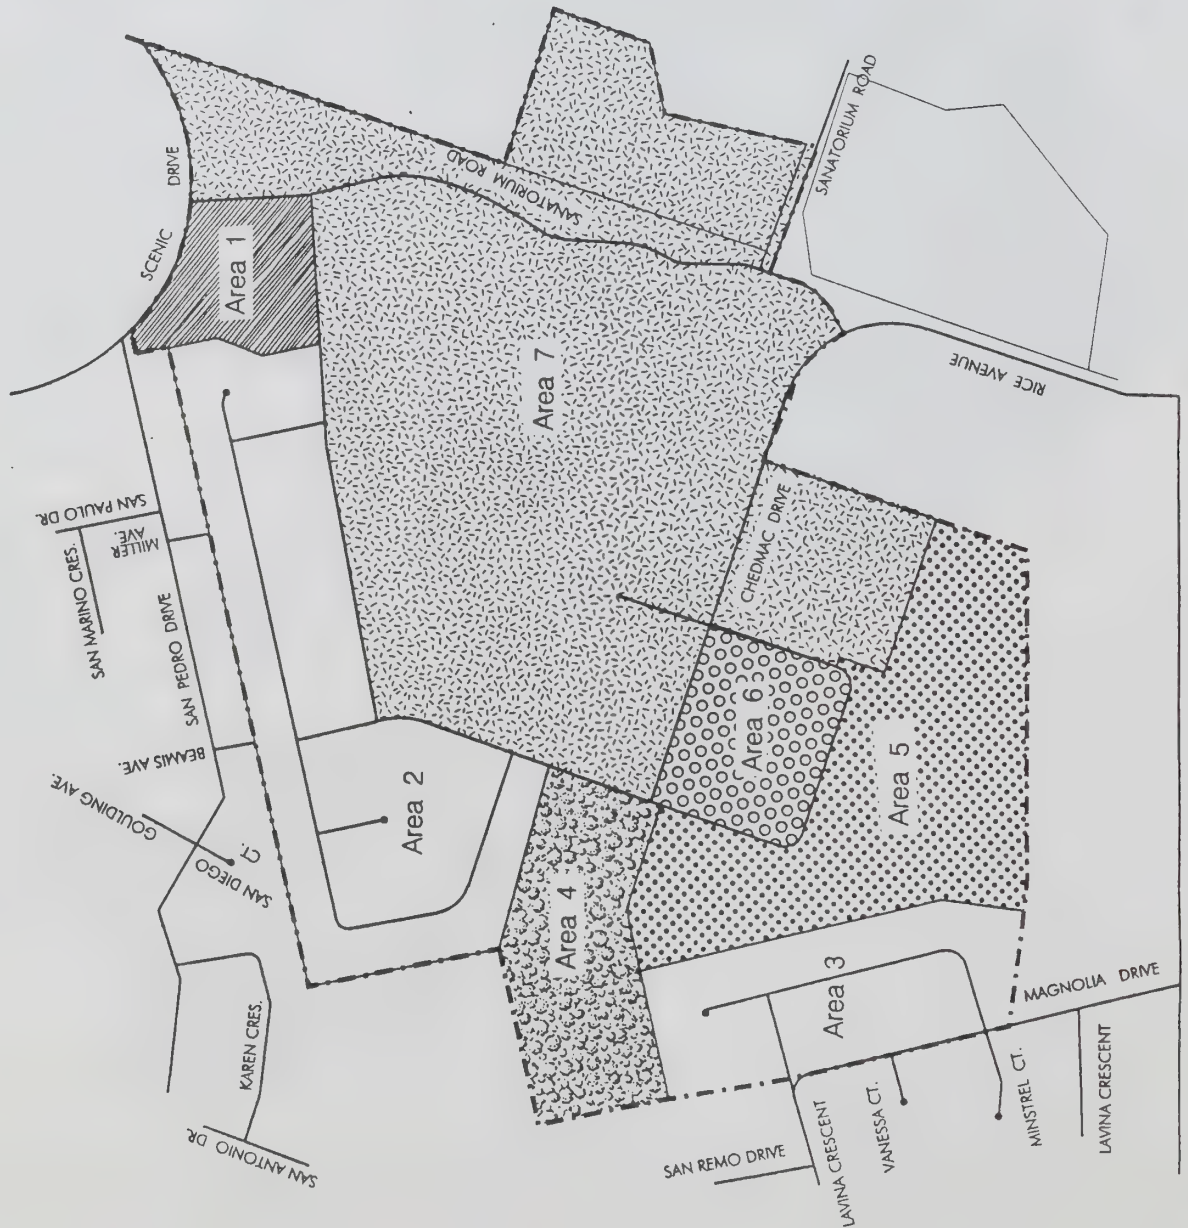 SCENIC
DRIVE
Area 1
SANATORIUM ROAD
SANATORIUM ROAD
SAN PAULO DR.
MILLER
AVE.
SAN MARINO CRES.
SAN PEDRO DRIVE
Area 7
RICE AVENUE
CHEDMAC DRIVE
BEAMIS AVE.
GOULDING AVE.
SAN DIEGO
CT.
Area 2
Area 6
Area 5
Area 4
Area 3
KAREN CRES.
SAN ANTONIO DR.
MAGNOLIA DRIVE
SAN REMO DRIVE
LAVINA CRESCENT
VANESSA CT.
MINSTREL CT.
LAVINA CRESCENT